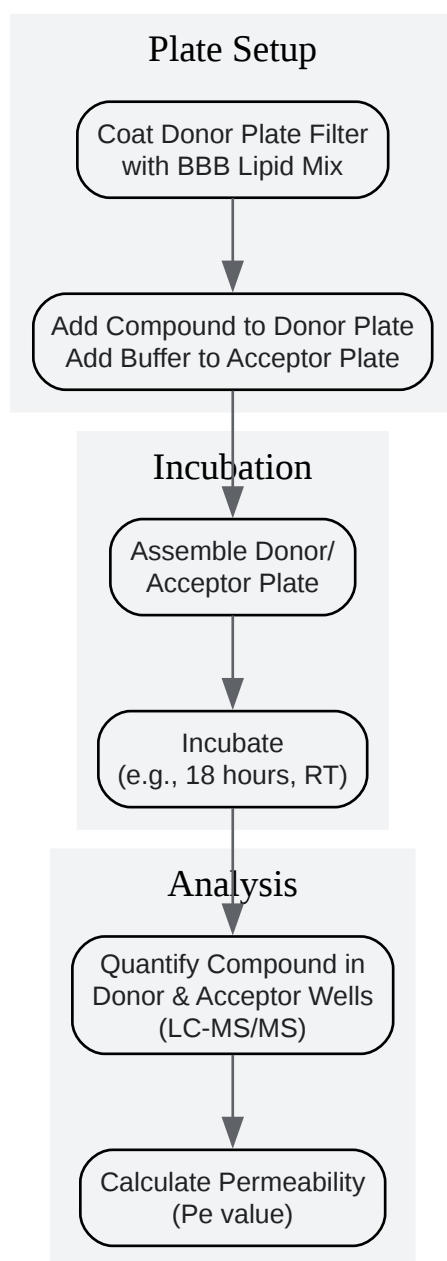 Plate Setup
Coat Donor Plate Filter
with BBB Lipid Mix
Add Compound to Donor Plate
Add Buffer to Acceptor Plate
Incubation
Assemble Donor/
Acceptor Plate
Incubate
(e.g., 18 hours, RT)
Analysis
Quantify Compound in
Donor & Acceptor Wells
(LC-MS/MS)
Calculate Permeability
(Pe value)